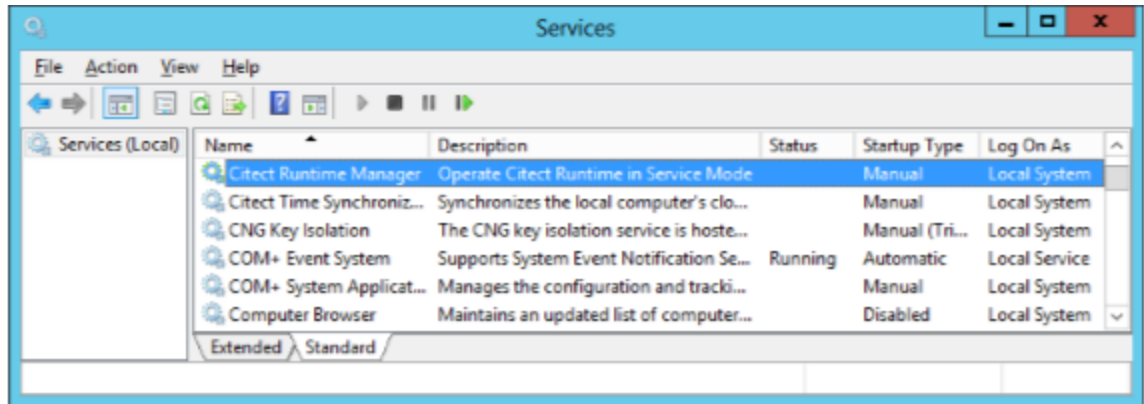 Services
File Action View Help
Services (Local)
Name Description Status Startup Type Log On As
Citect Runtime Manager Operate Citect Runtime in Service Mode Manual Local System
Citect Time Synchroniz... Synchronizes the local computer's clo... Manual Local System
CNG Key Isolation The CNG key isolation service is hoste... Manual (Tri... Local System
COM+ Event System Supports System Event Notification Se... Running Automatic Local Service
COM+ System Applicat... Manages the configuration and tracki... Manual Local System
Computer Browser Maintains an updated list of computer... Disabled Local System
Extended Standard